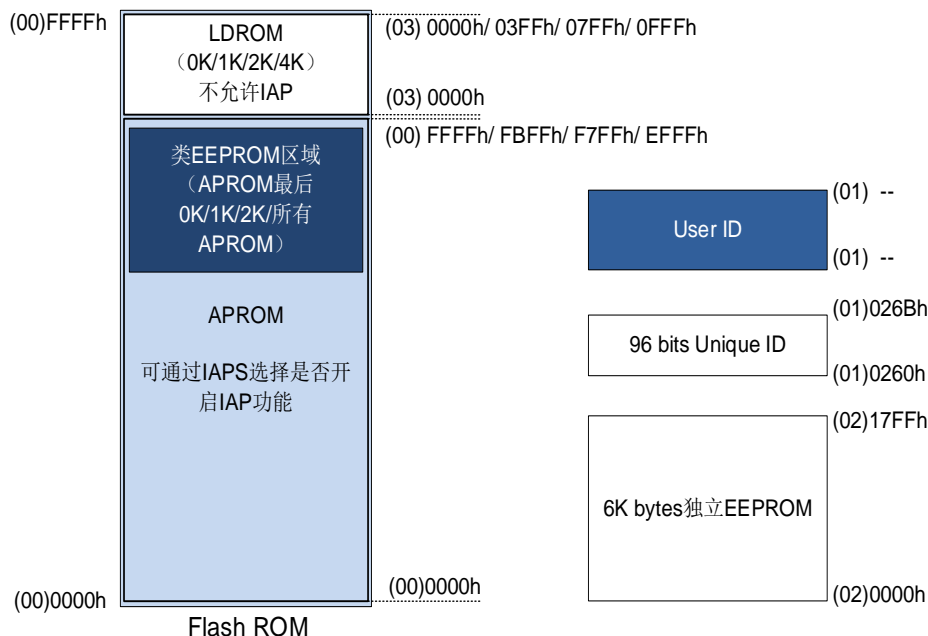 (00)FFFFh
LDROM
（0K/1K/2K/4K）
不允许IAP
(03) 0000h/ 03FFh/ 07FFh/ 0FFFh
(03) 0000h
(00) FFFFh/ FBFFh/ F7FFh/ EFFFh
类EEPROM区域
（APROM最后
0K/1K/2K/所有
APROM）
APROM
可通过IAPS选择是否开
启IAP功能
(00)0000h
(00)0000h
Flash ROM
(01) --
User ID
(01) --
(01)026Bh
96 bits Unique ID
(01)0260h
(02)17FFh
6K bytes独立EEPROM
(02)0000h